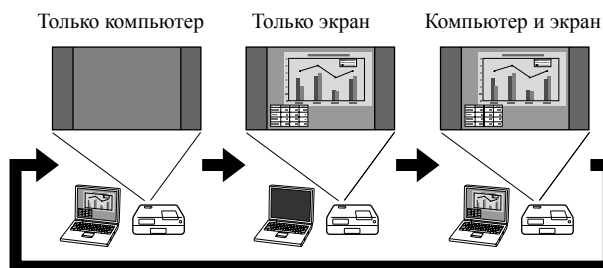 Только компьютер
Только экран
Компьютер и экран